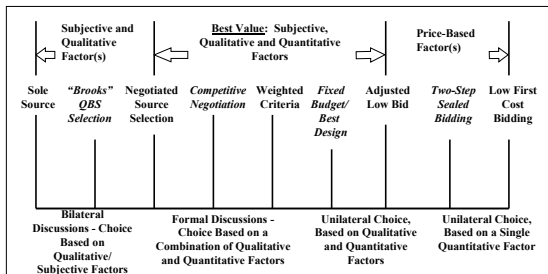 Subjective and
Qualitative
Factor(s)
Best Value: Subjective,
Qualitative and Quantitative
Factors
Price-Based
Factor(s)
Sole
Source
“Brooks”
QBS
Selection
Negotiated
Source
Selection
Competitive
Negotiation
Weighted
Criteria
Fixed
Budget/
Best
Design
Adjusted
Low Bid
Two-Step
Sealed
Bidding
Low First
Cost
Bidding
Bilateral
Discussions - Choice
Based on
Qualitative/
Subjective Factors
Formal Discussions -
Choice Based on a
Combination of Qualitative
and Quantitative Factors
Unilateral Choice,
Based on Qualitative
and Quantitative
Factors
Unilateral Choice,
Based on a Single
Quantitative Factor